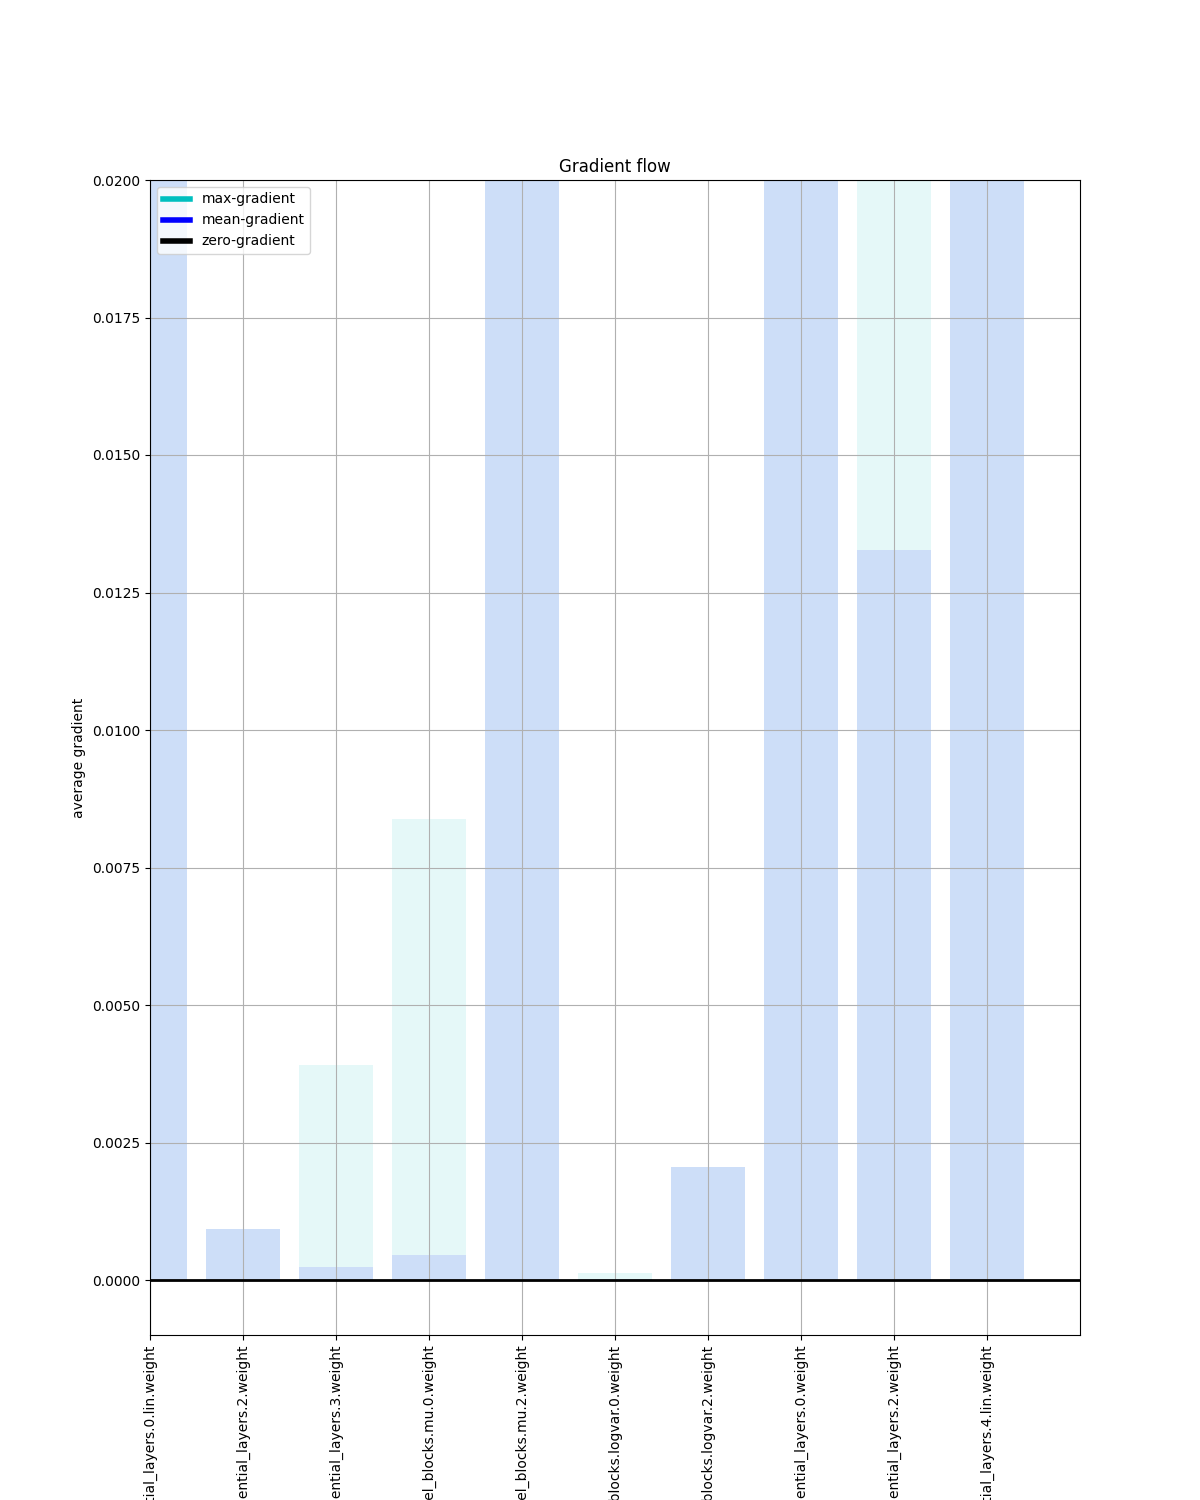 Gradient flow
max-gradient
mean-gradient
zero-gradient
0.0200
0.0175
0.0150
0.0125
0.0100
0.0075
0.0050
0.0025
0.0000
average gradient
tial_layers.0.lin.weight
ential_layers.2.weight
ential_layers.3.weight
el_blocks.mu.0.weight
el_blocks.mu.2.weight
blocks.logvar.0.weight
blocks.logvar.2.weight
ential_layers.0.weight
ential_layers.2.weight
tial_layers.4.lin.weight